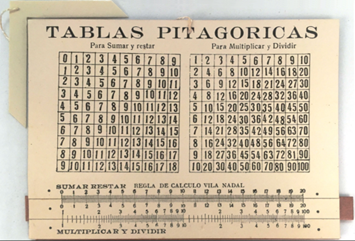 TABLAS PITAGORICAS
Para Sumar y restar
Para Multiplicar y Dividir
0 1 2 3 4 5 6 7 8 9
1 2 3 4 5 6 7 8 9 10
2 3 4 5 6 7 8 9 10 11
3 4 5 6 7 8 9 10 11 12
4 5 6 7 8 9 10 11 12 13
5 6 7 8 9 10 11 12 13 14
6 7 8 9 10 11 12 13 14 15
7 8 9 10 11 12 13 14 15 16
8 9 10 11 12 13 14 15 16 17
9 10 11 12 13 14 15 16 17 18
1 2 3 4 5 6 7 8 9 10
2 4 6 8 10 12 14 16 18 20
3 6 9 12 15 18 21 24 27 30
4 8 12 16 20 24 28 32 36 40
5 10 15 20 25 30 35 40 45 50
6 12 18 24 30 36 42 48 54 60
7 14 21 28 35 42 49 56 63 70
8 16 24 32 40 48 56 64 72 80
9 18 27 36 45 54 63 72 81 90
10 20 30 40 50 60 70 80 90 100
SUMAR RESTAR REGLA DE CALCULO VILA NADAL
MULTIPLICAR Y DIVIDIR